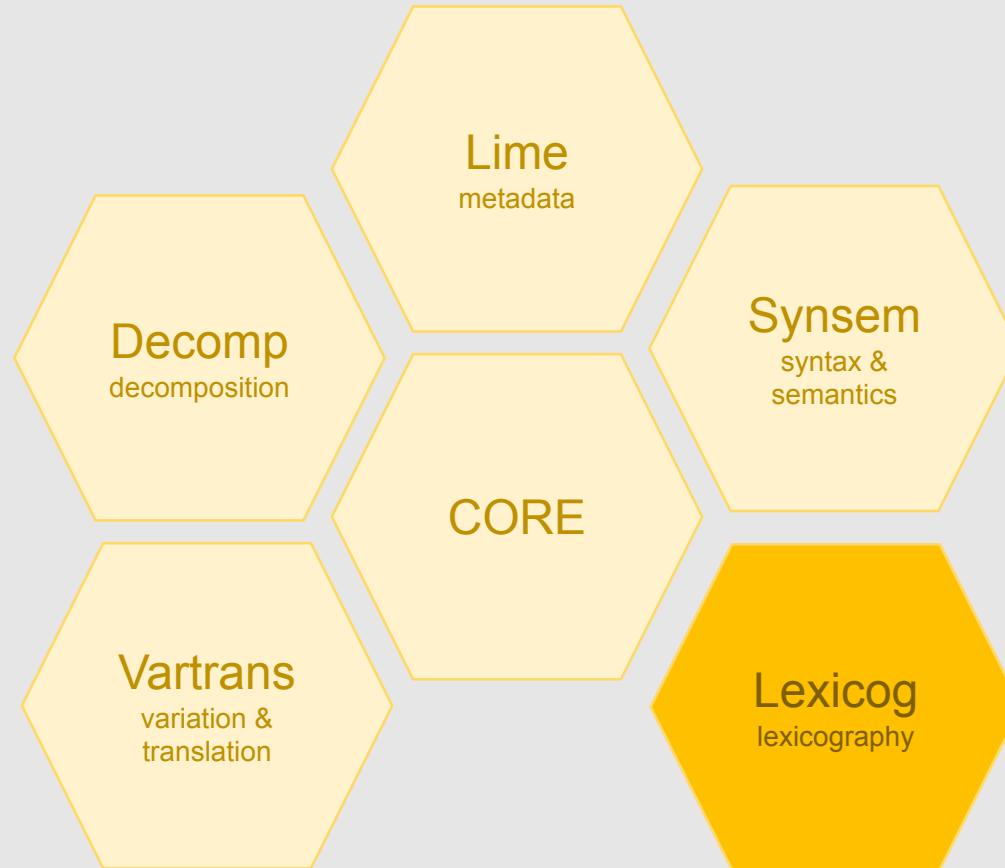 Lime
metadata
Decomp
decomposition
Synsem
syntax &
semantics
CORE
Vartrans
variation &
translation
Lexicog
lexicography